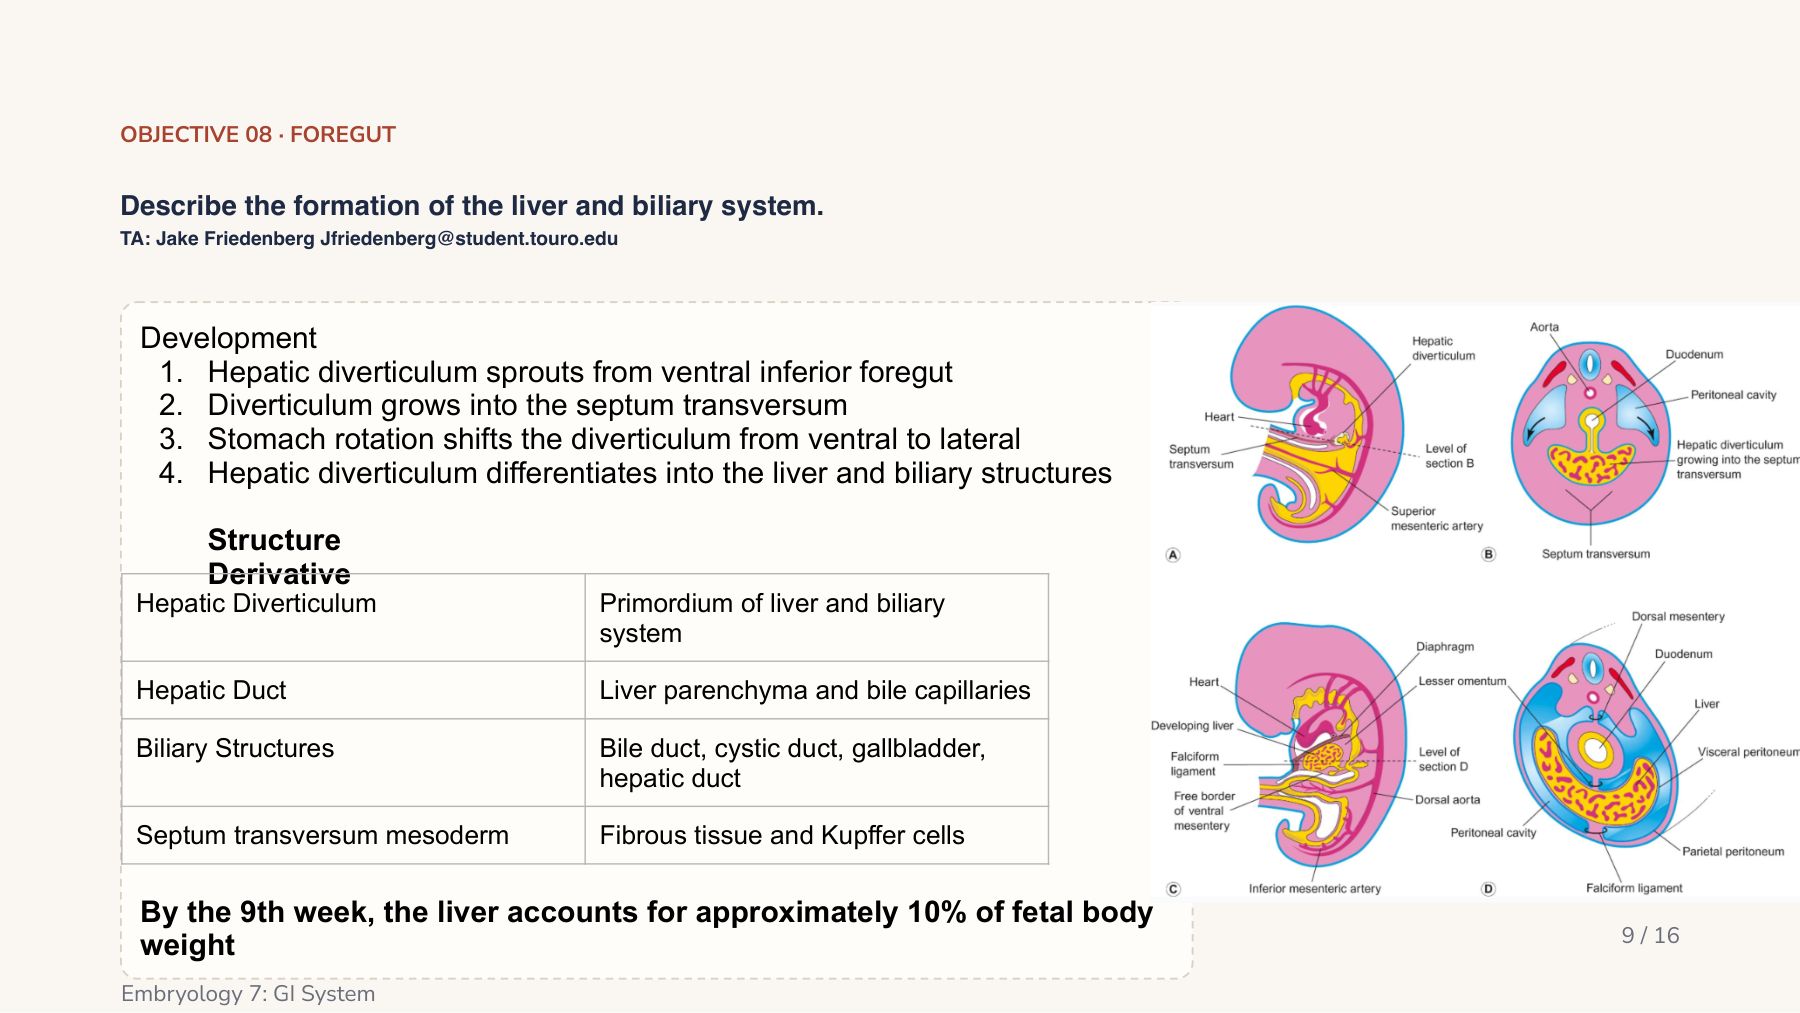 OBJECTIVE 08 · FOREGUT
Describe the formation of the liver and biliary system.
TA: Jake Friedenberg Jfriedenberg@student.touro.edu
Development
1. Hepatic diverticulum sprouts from ventral inferior foregut
2. Diverticulum grows into the septum transversum
3. Stomach rotation shifts the diverticulum from ventral to lateral
4. Hepatic diverticulum differentiates into the liver and biliary structures
Structure
Derivative
Hepatic Diverticulum
Primordium of liver and biliary
system
Hepatic Duct
Liver parenchyma and bile capillaries
Biliary Structures
Bile duct, cystic duct, gallbladder,
hepatic duct
Septum transversum mesoderm
Fibrous tissue and Kupffer cells
By the 9th week, the liver accounts for approximately 10% of fetal body
weight
Hepatic
diverticulum
Heart
Septum
transversum
Level of
section B
Superior
mesenteric artery
A
Aorta
Duodenum
Peritoneal cavity
Hepatic diverticulum
growing into the septum
transversum
B
Septum transversum
Diaphragm
Heart
Lesser omentum
Developing liver
Falciform
ligament
Level of
section D
Free border
of ventral
mesentery
Dorsal aorta
C
Inferior mesenteric artery
Dorsal mesentery
Duodenum
Liver
Visceral peritoneum
Peritoneal cavity
Parietal peritoneum
D
Falciform ligament
9 / 16
Embryology 7: GI System